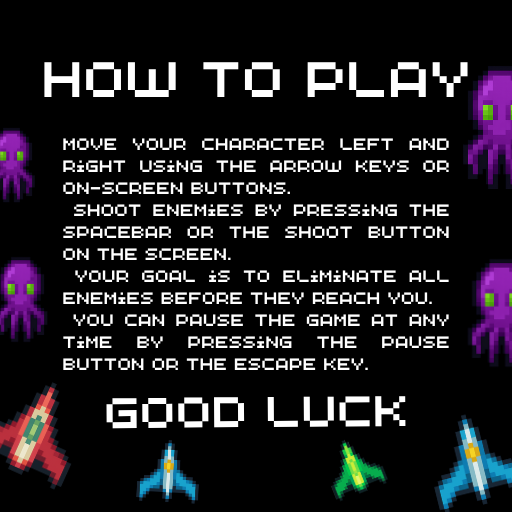 HOW TO PLAY
MOVE YOUR CHARACTER LEFT AND
RiGHT USiNG THE ARROW KEYS OR
ON-SCREEN BUTTONS.
SHOOT ENEMiES BY PRESSiNG THE
SPACEBAR OR THE SHOOT BUTTON
ON THE SCREEN.
YOUR GOAL iS TO ELiMiNATE ALL
ENEMiES BEFORE THEY REACH YOU.
YOU CAN PAUSE THE GAME AT ANY
TiME BY PRESSiNG THE PAUSE
BUTTON OR THE ESCAPE KEY.
GOOD LUCK